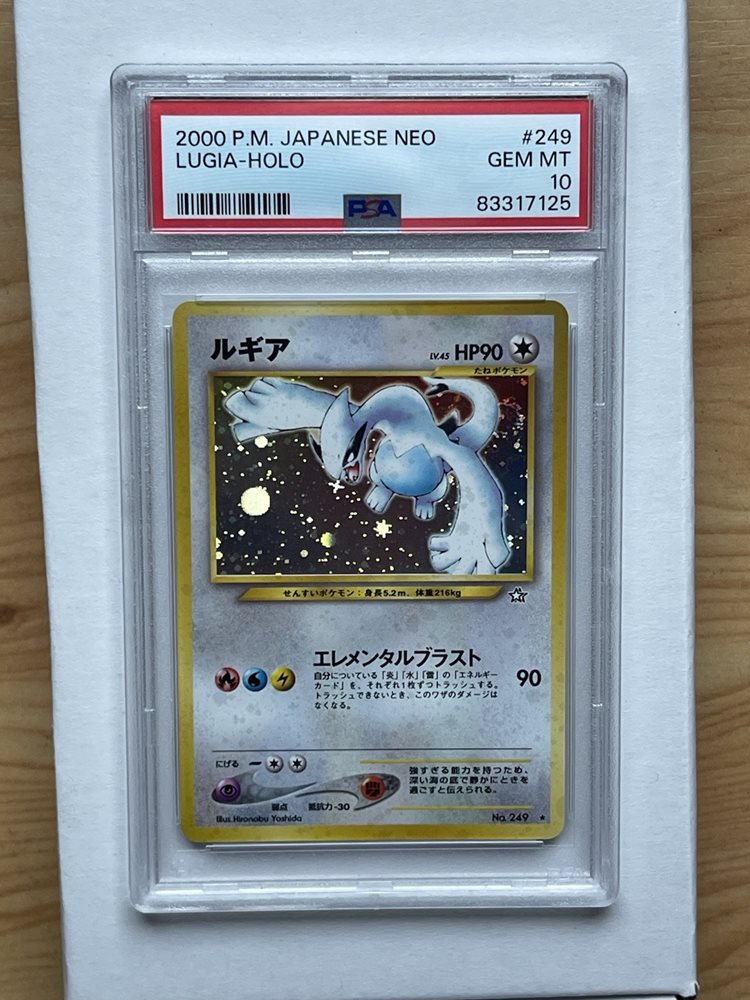 2000 P.M. JAPANESE NEO #249
LUGIA-HOLO GEM MT
10
PSA 83317125
ルギア LV.45 HP90
たねポケモン
せんすいポケモン：身長5.2m、体重216kg
エレメンタルブラスト
自分についている「炎」「水」「雷」の「エネルギー
カード」を、それぞれ1枚ずつトラッシュする。
トラッシュできないとき、このワザのダメージは
なくなる。
90
にげる
弱点 抵抗力-30
強すぎる能力を持つため、
深い海の底で静かにときを
過ごすと伝えられる。
Illus.Hironobu Yoshida No. 249 ★